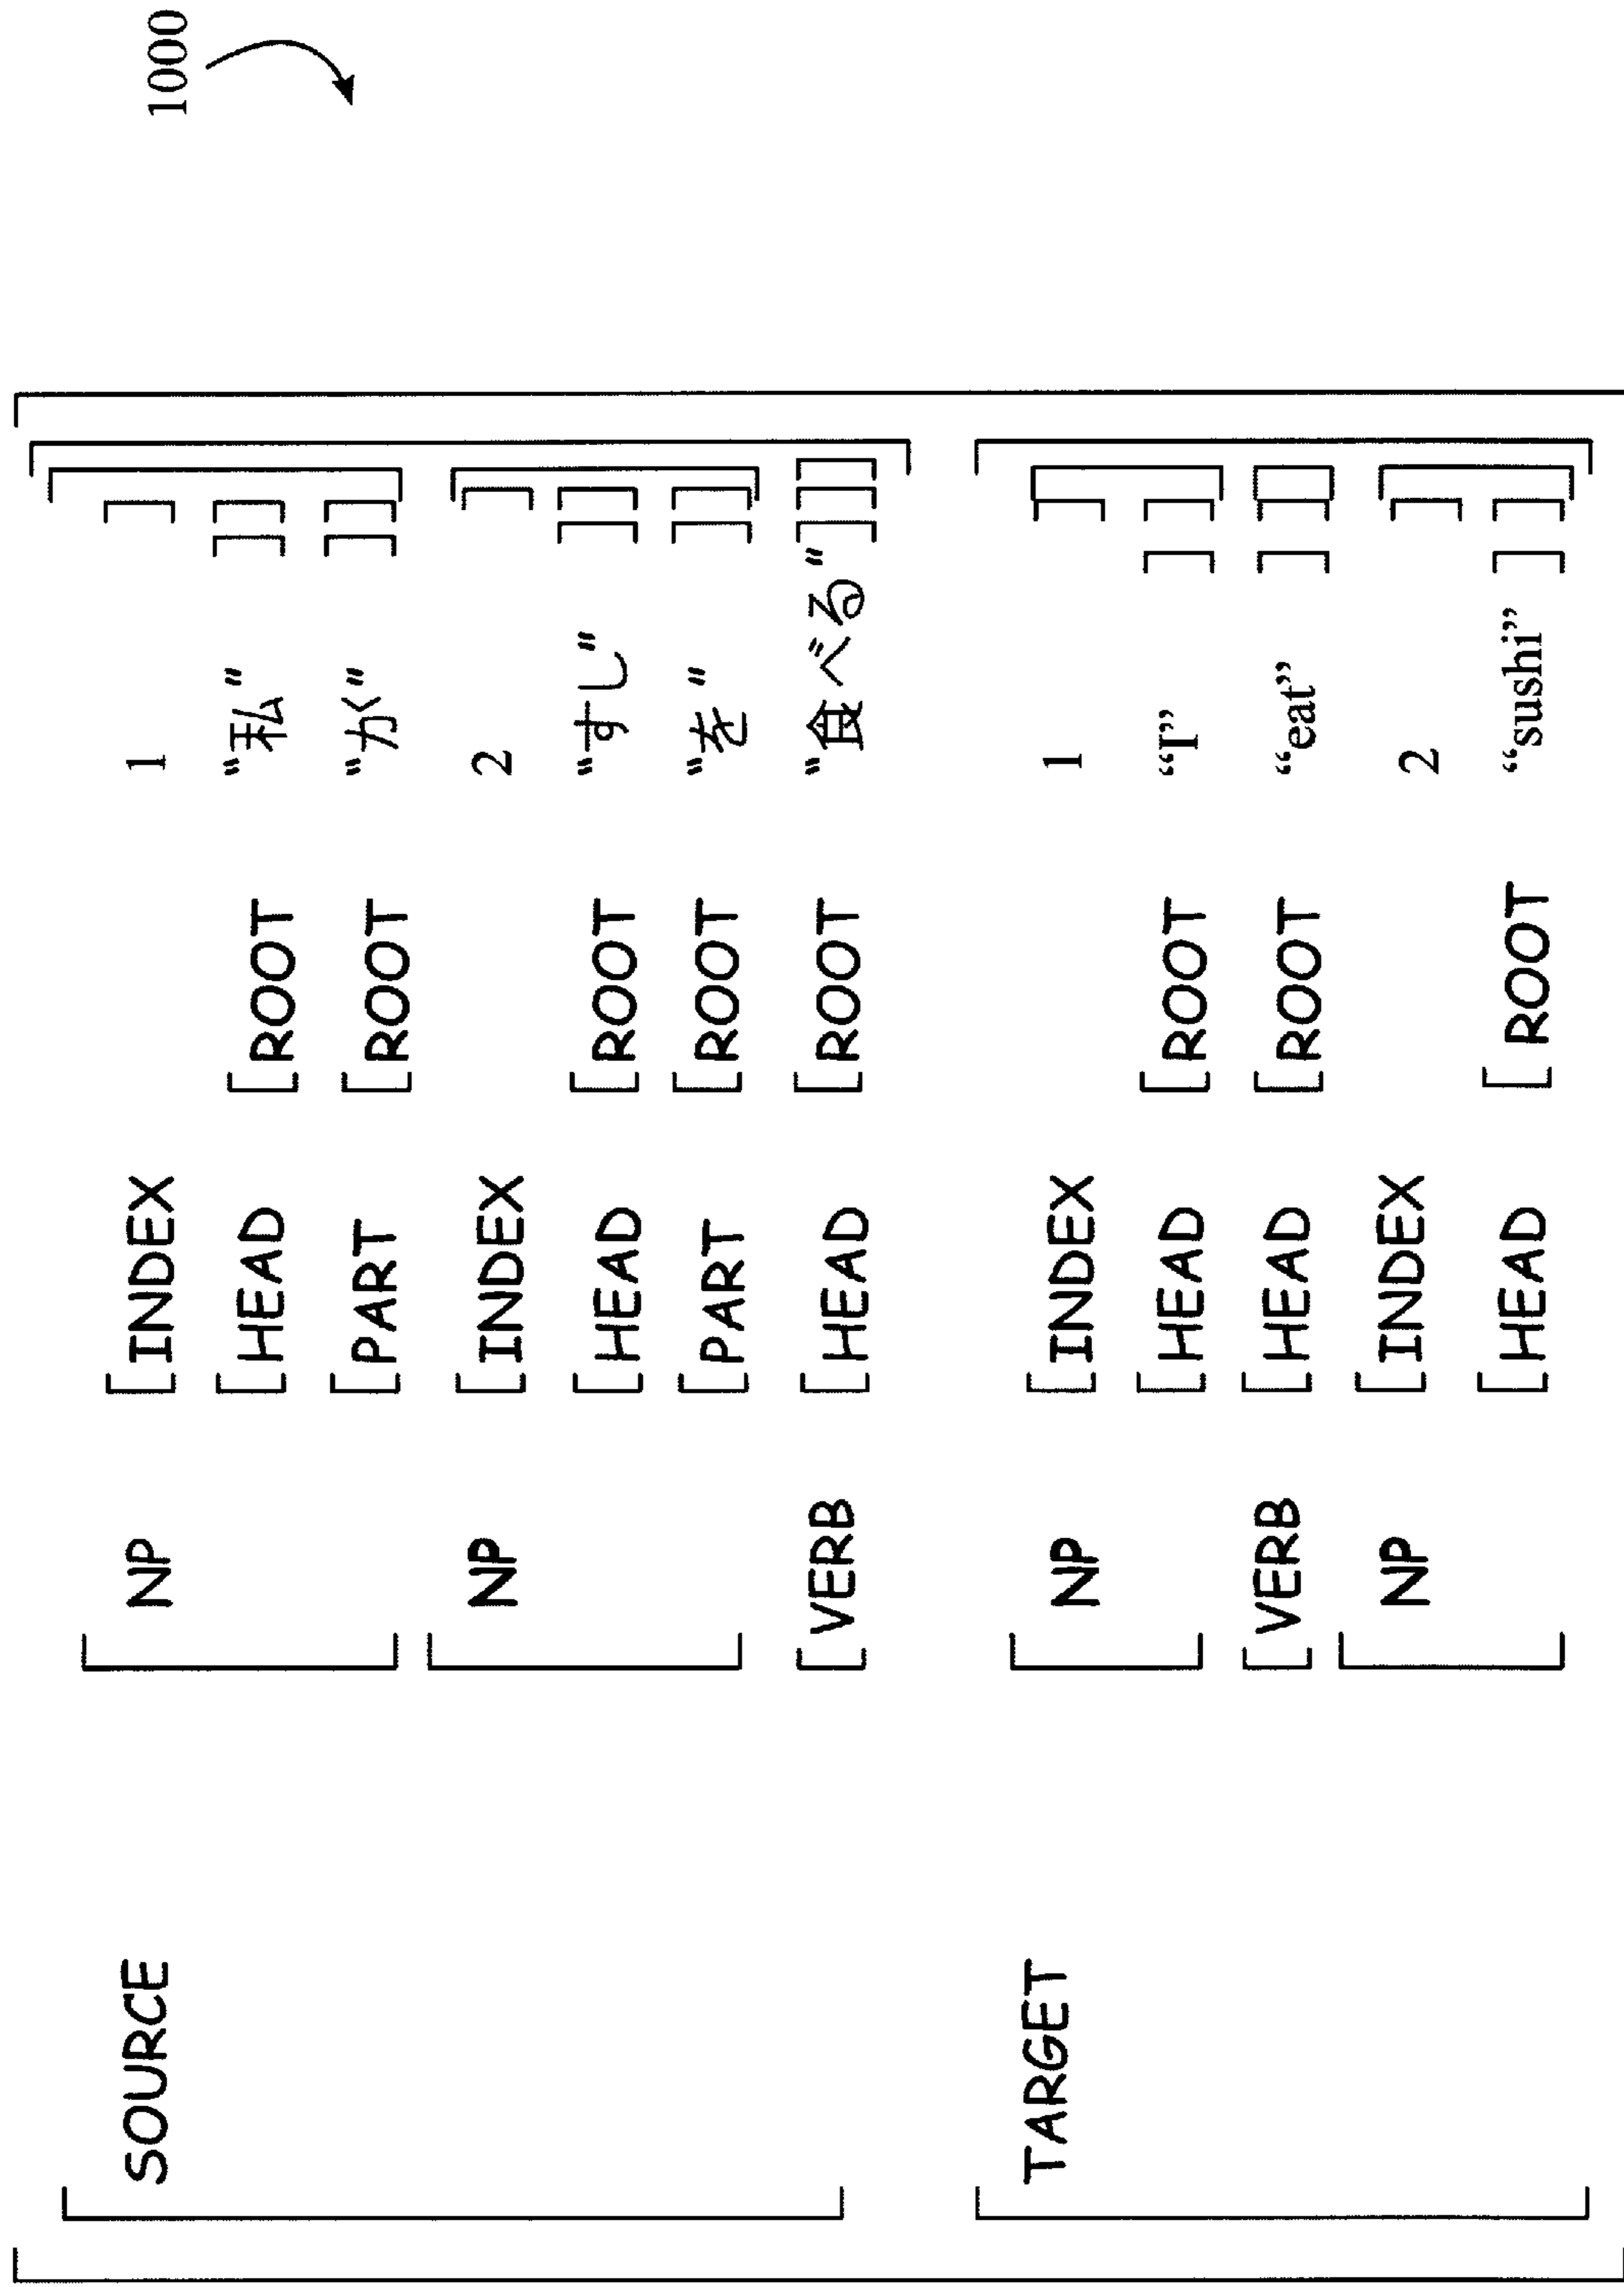 1000
[ [ SOURCE [ NP [ INDEX 1 ]
[ HEAD [ ROOT "私" ] ]
[ PART [ ROOT "が" ] ] ]
[ NP [ INDEX 2 ]
[ HEAD [ ROOT "すし" ] ]
[ PART [ ROOT "を" ] ] ]
[ VERB [ HEAD [ ROOT "食べる" ] ] ] ]
[ TARGET [ NP [ INDEX 1 ]
[ HEAD [ ROOT “I” ] ] ]
[ VERB [ HEAD [ ROOT “eat” ] ] ]
[ NP [ INDEX 2 ]
[ HEAD [ ROOT “sushi” ] ] ] ] ]